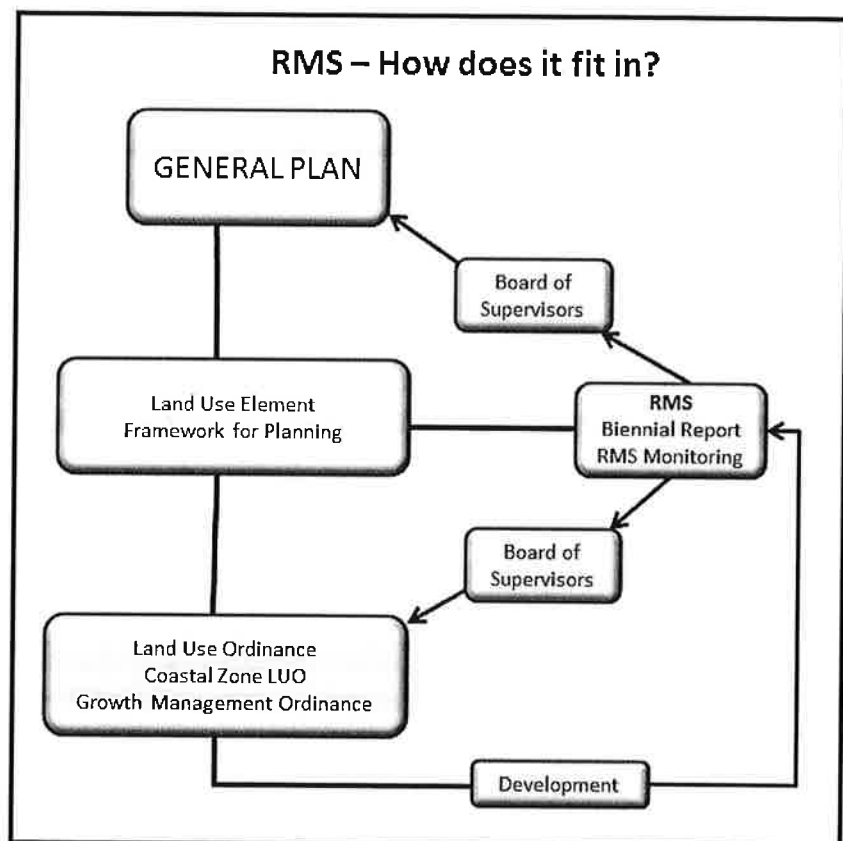 RMS – How does it fit in?
GENERAL PLAN
Board of
Supervisors
Land Use Element
Framework for Planning
RMS
Biennial Report
RMS Monitoring
Board of
Supervisors
Land Use Ordinance
Coastal Zone LUO
Growth Management Ordinance
Development